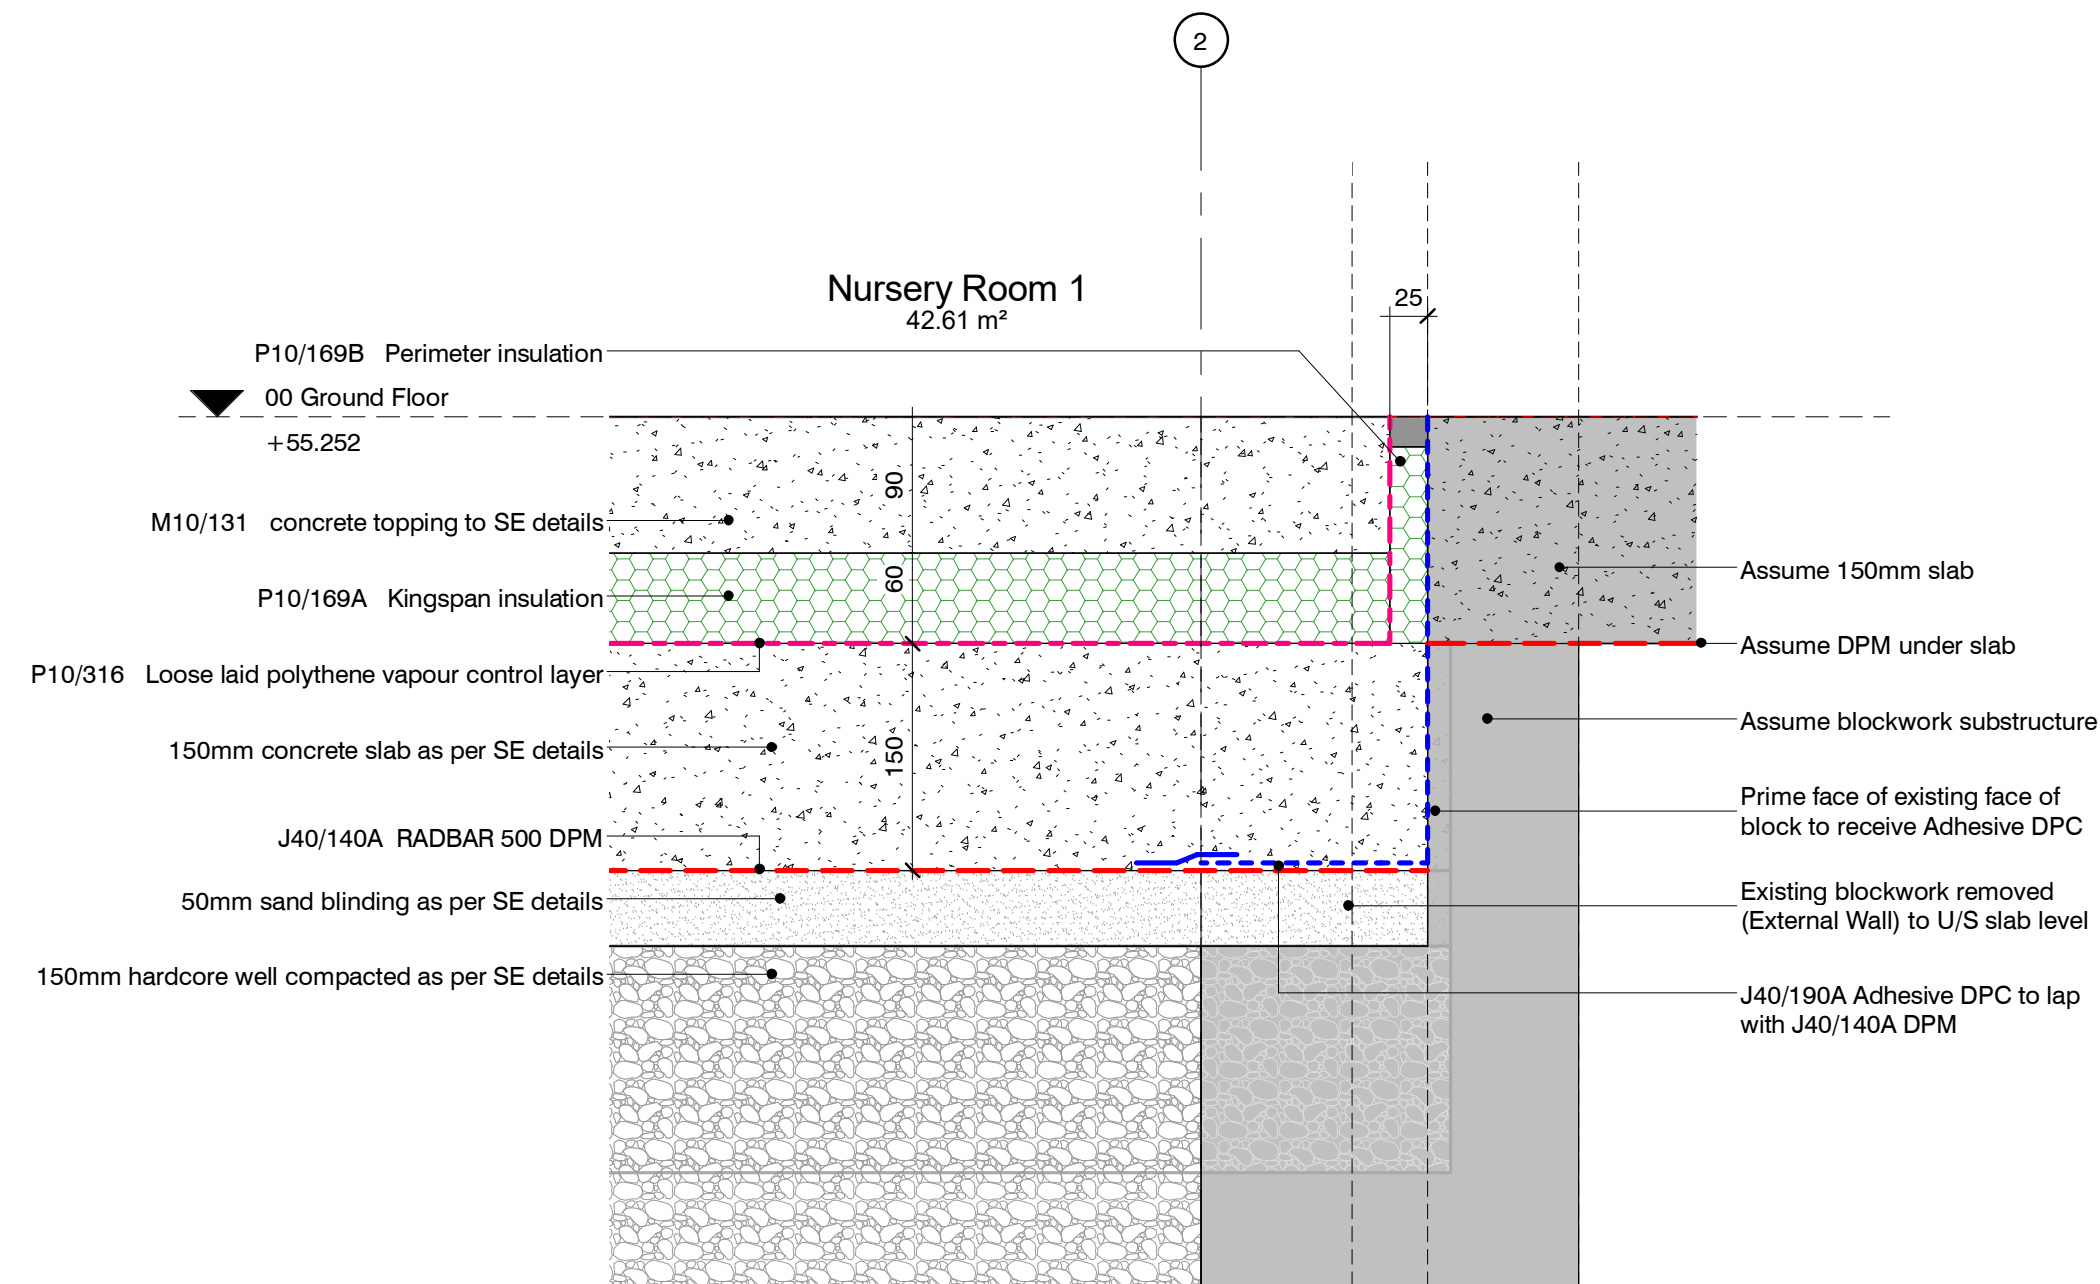 2
Nursery Room 1
42.61 m²
25
P10/169B Perimeter insulation
00 Ground Floor
+55.252
90
M10/131 concrete topping to SE details
60
P10/169A Kingspan insulation
P10/316 Loose laid polythene vapour control layer
150mm concrete slab as per SE details
150
J40/140A RADBAR 500 DPM
50mm sand blinding as per SE details
150mm hardcore well compacted as per SE details
Assume 150mm slab
Assume DPM under slab
Assume blockwork substructure
Prime face of existing face of
block to receive Adhesive DPC
Existing blockwork removed
(External Wall) to U/S slab level
J40/190A Adhesive DPC to lap
with J40/140A DPM